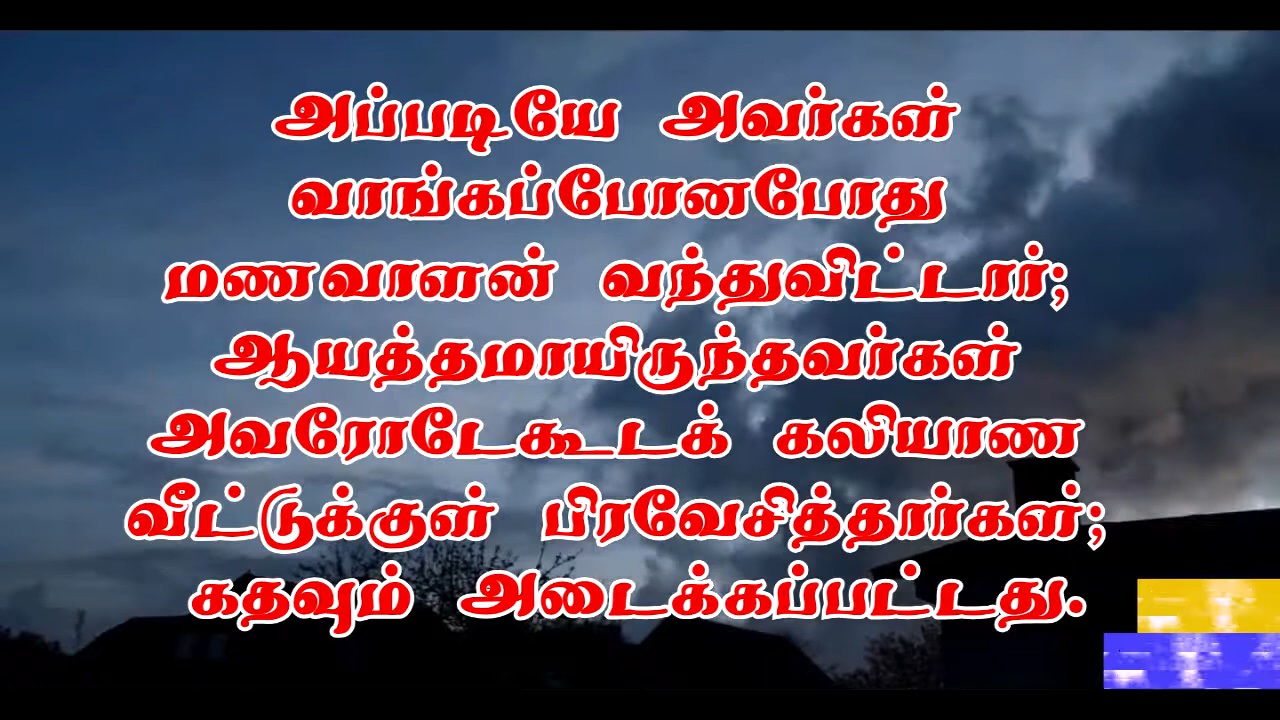 அப்படியே அவர்கள்
வாங்கப்போனபோது
மணவாளன் வந்துவிட்டார்;
ஆயத்தமாயிருந்தவர்கள்
அவரோடேகூடக் கலியாண
வீட்டுக்குள் பிரவேசித்தார்கள்;
கதவும் அடைக்கப்பட்டது.